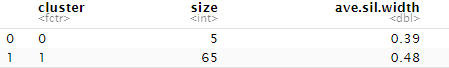 cluster size ave.sil.width
<fctr> <int> <dbl>
0 0 5 0.39
1 1 65 0.48